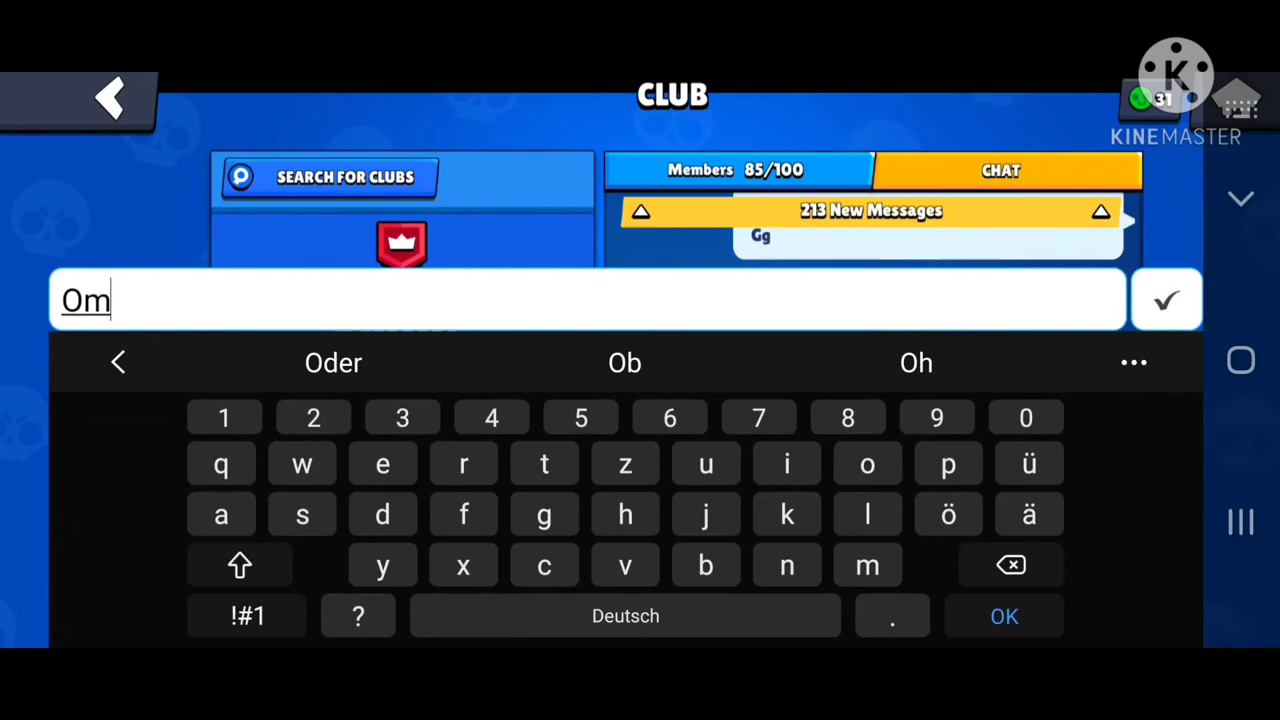 CLUB
31
K
KINEMASTER
SEARCH FOR CLUBS
Members 85/100
CHAT
213 New Messages
Gg
Om
Oder
Ob
Oh
1 2 3 4 5 6 7 8 9 0
q w e r t z u i o p ü
a s d f g h j k l ö ä
y x c v b n m
!#1 ? Deutsch . OK